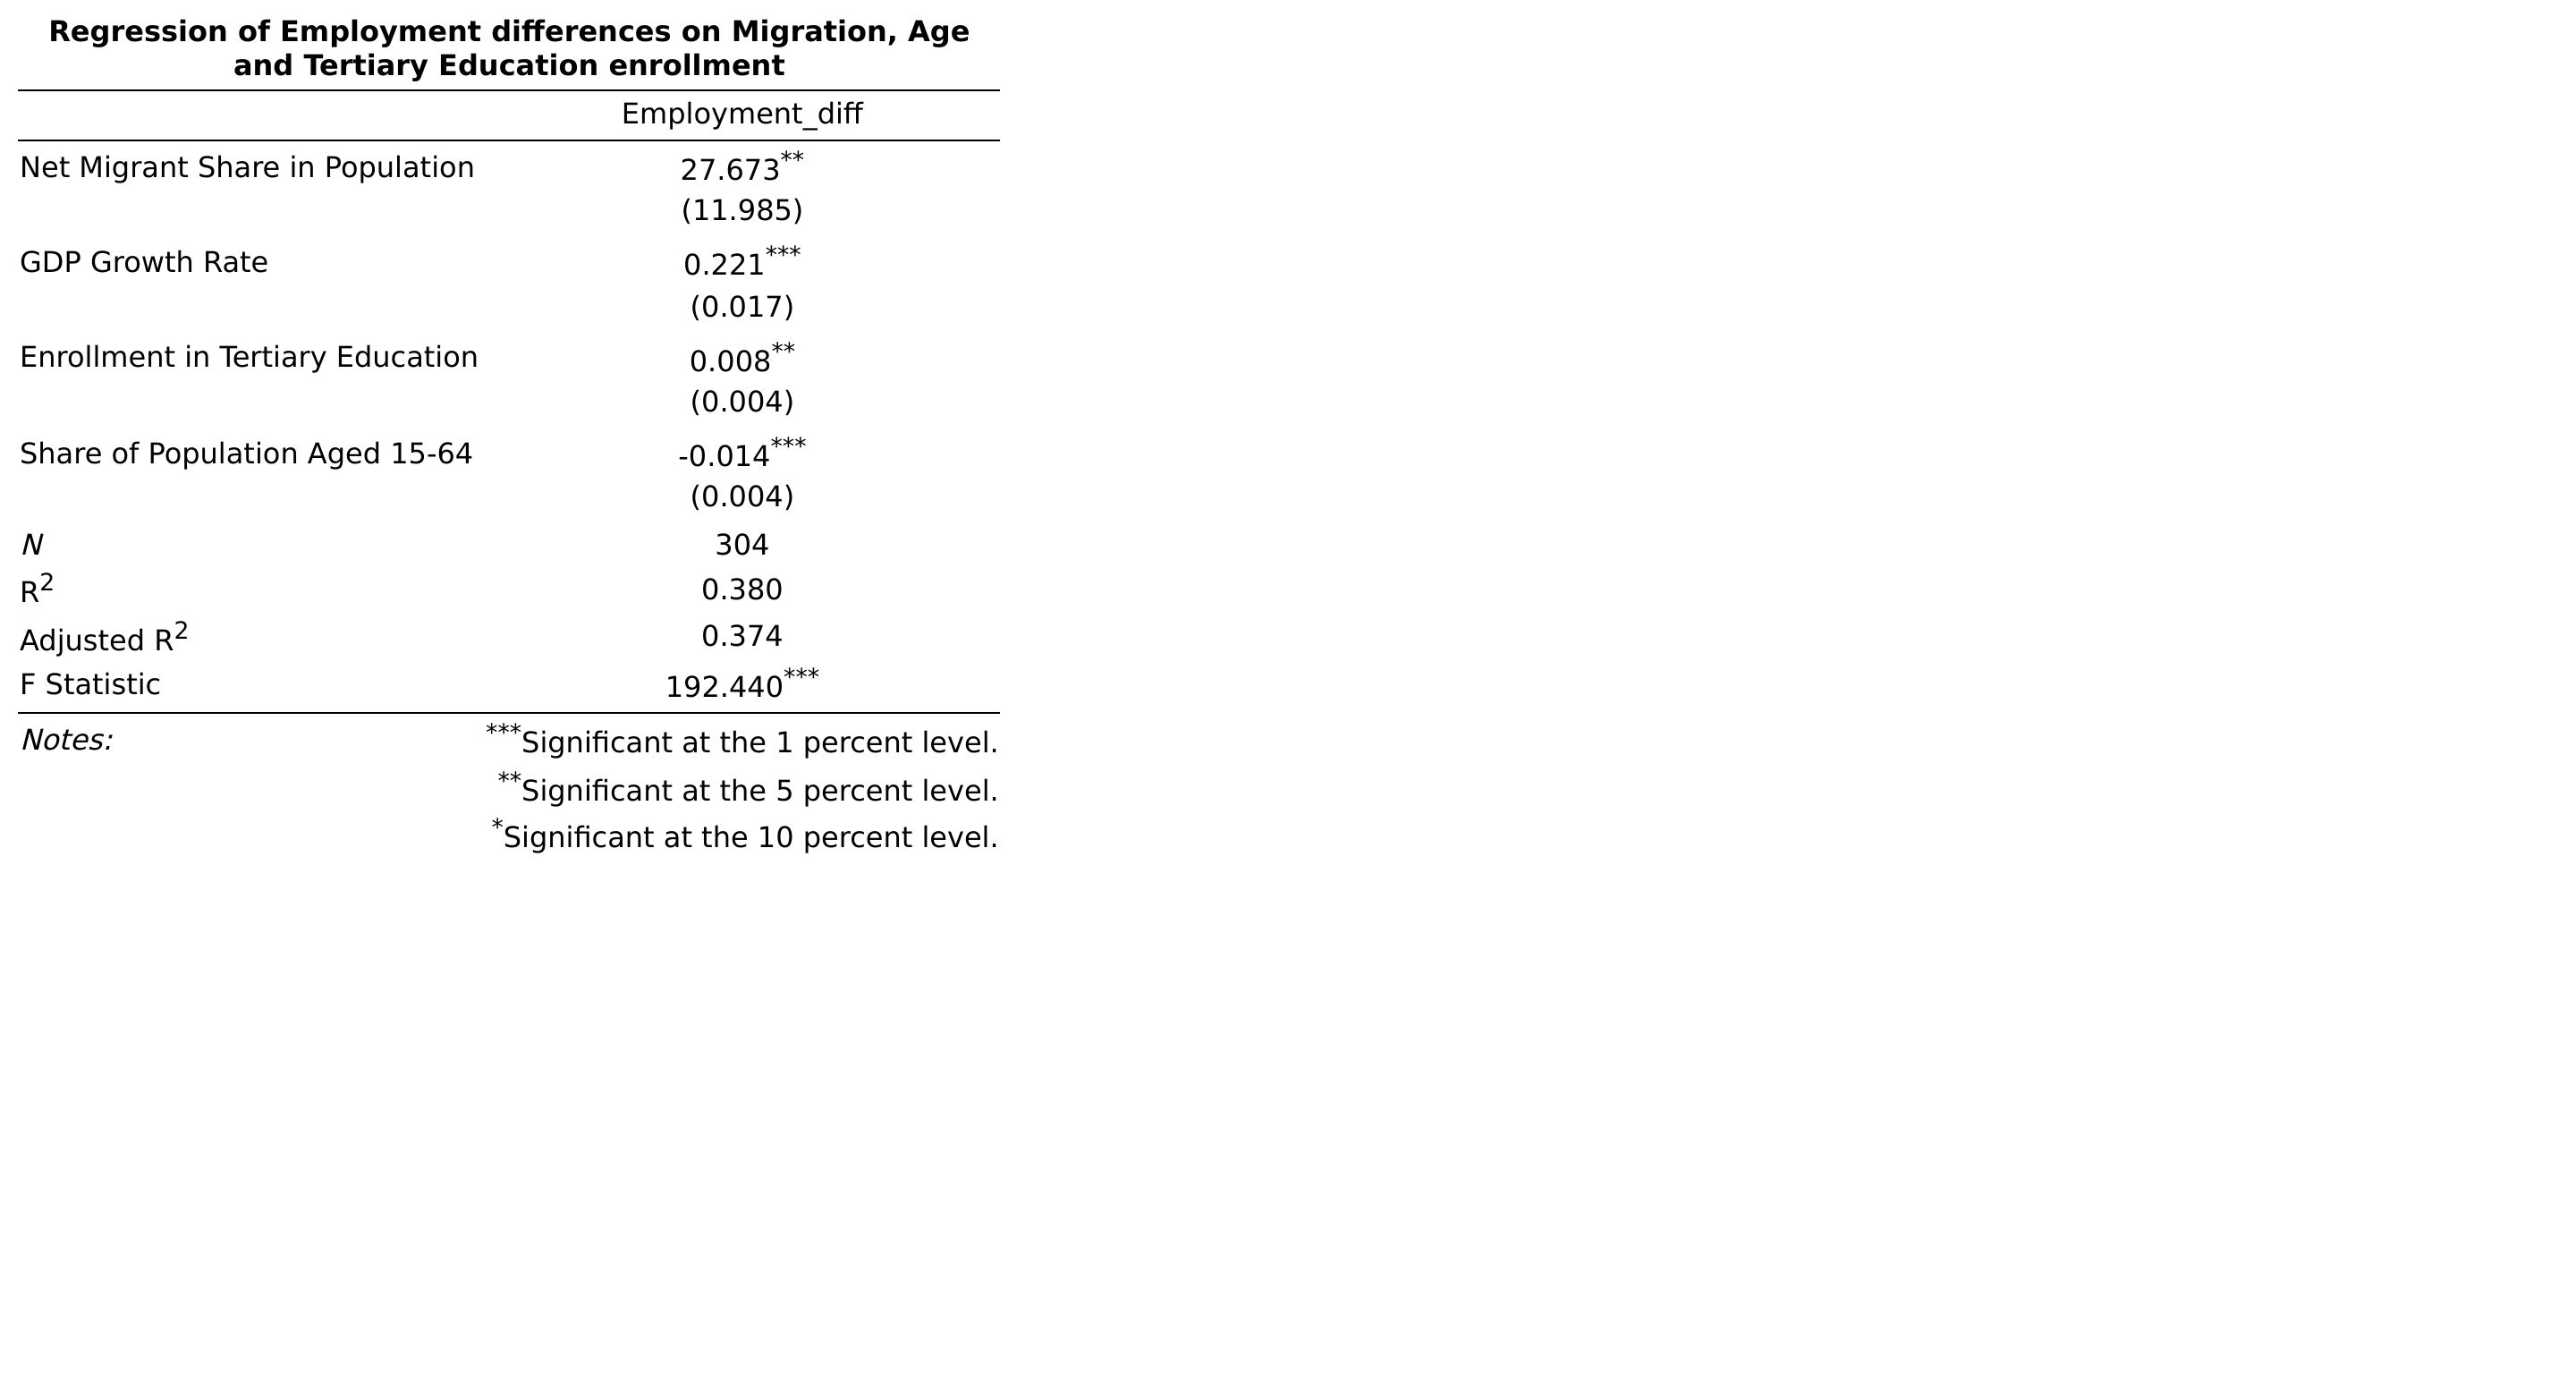 Regression of Employment differences on Migration, Age
and Tertiary Education enrollment
Employment_diff
Net Migrant Share in Population 27.673**
(11.985)
GDP Growth Rate 0.221***
(0.017)
Enrollment in Tertiary Education 0.008**
(0.004)
Share of Population Aged 15-64 -0.014***
(0.004)
N 304
R2 0.380
Adjusted R2 0.374
F Statistic 192.440***
Notes: ***Significant at the 1 percent level.
**Significant at the 5 percent level.
*Significant at the 10 percent level.